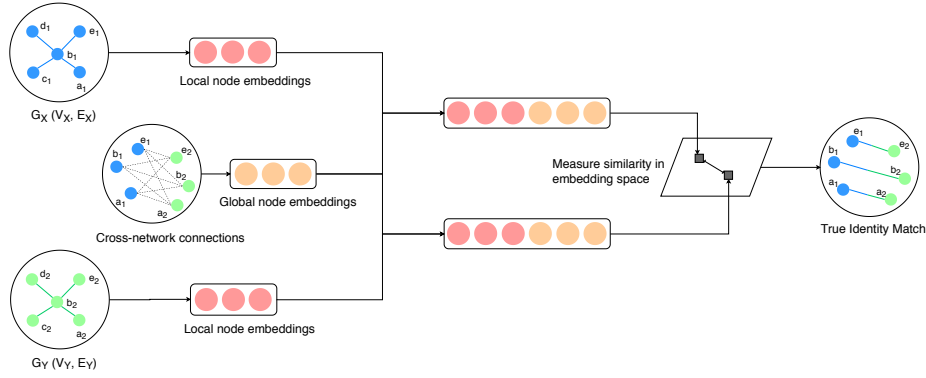 d1
e1
b1
c1
a1
GX (VX, EX)
Local node embeddings
e1
b1
e2
b2
a1
a2
Cross-network connections
Global node embeddings
d2
e2
b2
c2
a2
GY (VY, EY)
Local node embeddings
Measure similarity in
embedding space
e1
b1
e2
b2
a1
a2
True Identity Match